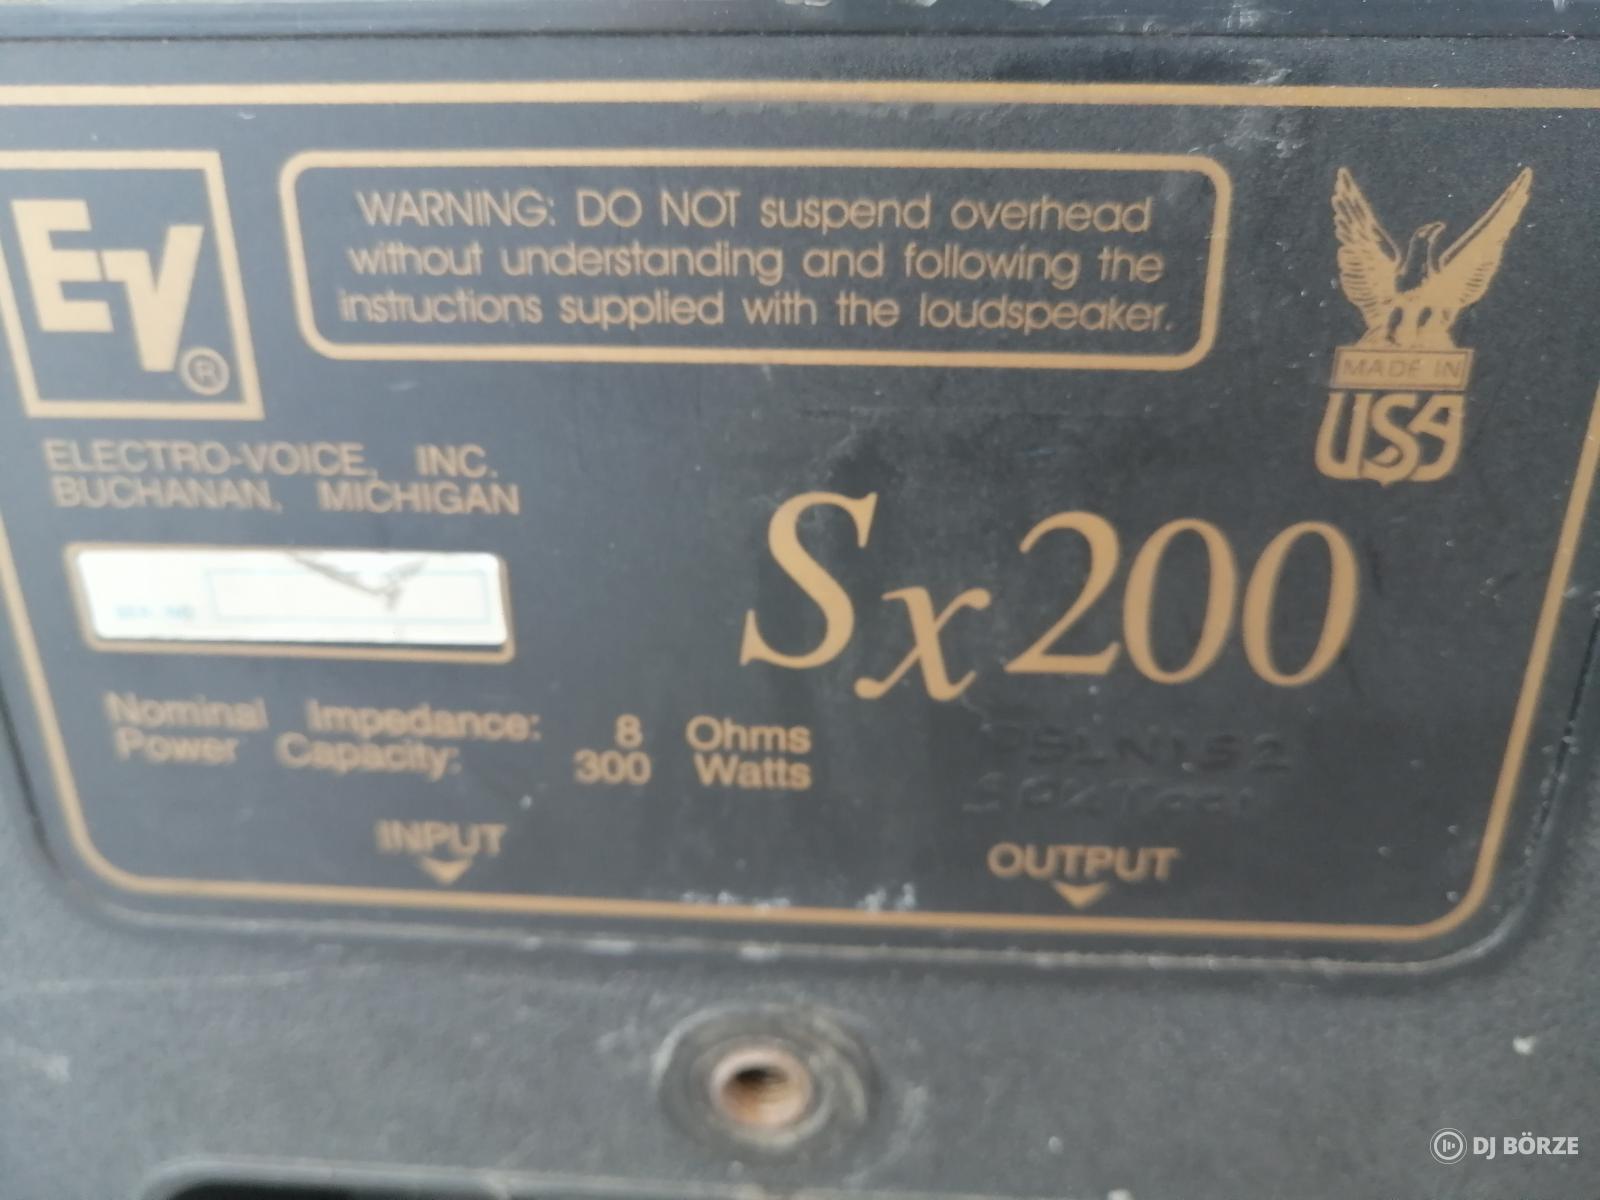 EV®
WARNING: DO NOT suspend overhead
without understanding and following the
instructions supplied with the loudspeaker.
MADE IN
USA
ELECTRO-VOICE, INC.
BUCHANAN, MICHIGAN
Sx200
Nominal Impedance: 8 Ohms
Power Capacity: 300 Watts
INPUT
OUTPUT
DJ BÖRZE